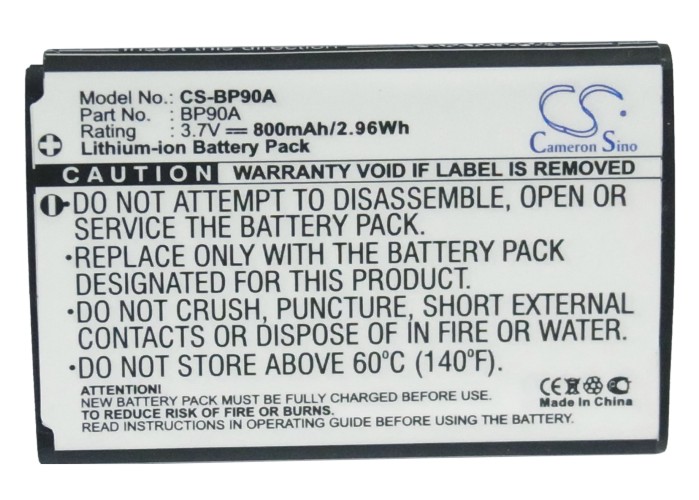 Model No.: CS-BP90A
Part No. : BP90A
Rating : 3.7V 800mAh/2.96Wh
Lithium-ion Battery Pack
CS
Cameron Sino
CAUTION WARRANTY VOID IF LABEL IS REMOVED
•DO NOT ATTEMPT TO DISASSEMBLE, OPEN OR
SERVICE THE BATTERY PACK.
•REPLACE ONLY WITH THE BATTERY PACK
DESIGNATED FOR THIS PRODUCT.
•DO NOT CRUSH, PUNCTURE, SHORT EXTERNAL
CONTACTS OR DISPOSE OF IN FIRE OR WATER.
•DO NOT STORE ABOVE 60°C (140°F).
ATTENTION:
NEW BATTERY PACK MUST BE FULLY CHARGED BEFORE USE
TO REDUCE RISK OF FIRE OR BURNS.
READ INSTRUCTIONS IN OPERATING GUIDE BEFORE USING THE BATTERY.
CE
Made In China